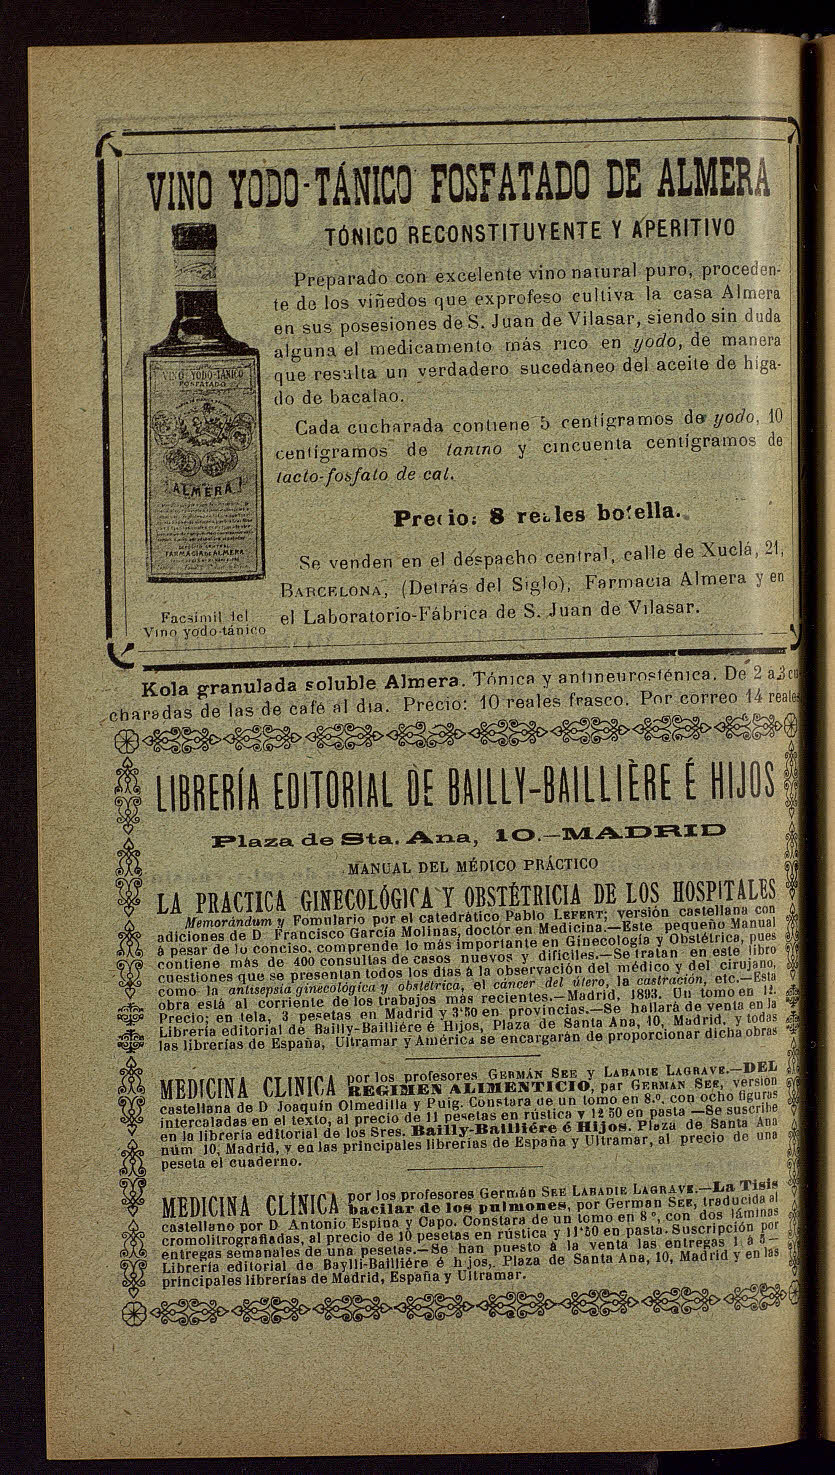 VINO YODO-TÁNICO FOSFATADO DE ALMERA
TÓNICO RECONSTITUYENTE Y APERITIVO
Preparado con excelente vino natural puro, proceden-
te de los viñedos que exprofeso cultiva la casa Almera
en sus posesiones de S. Juan de Vilasar, siendo sin duda
alguna el medicamento más rico en yodo, de manera
que resulta un verdadero sucedáneo del aceite de híga-
do de bacalao.
Cada cucharada contiene 5 centigramos de yodo, 10
centígramos de tanino y cincuenta centígramos de
lacto-fosfato de cal.
Precio: 8 reales botella.
Se venden en el despacho central, calle de Xuclá, 21,
BARCELONA, (Detrás del Siglo), Farmacia Almera y en
el Laboratorio-Fábrica de S. Juan de Vilasar.
VINO YODO-TANICO
FOSFATADO
ALMERA
FARMACIA DE ALMERA
Facsímil del
Vino yodo-tánico
Kola granulada soluble Almera. Tónica y antineurosténica. De 2 a 3 cu-
charadas de las de café al dia. Precio: 10 reales frasco. Por correo 14 reales
LIBRERÍA EDITORIAL DE BAILLY-BAILLIÈRE É HIJOS
Plaza de Sta. Ana, 10.—MADRID
MANUAL DEL MÉDICO PRÁCTICO
LA PRACTICA GINECOLÓGICA Y OBSTÉTRICIA DE LOS HOSPITALES
Memorándum y Fomulario por el catedrático Pablo LEFERT; versión castellana con
adiciones de D Francisco García Molinas, doctor en Medicina.—Este pequeño Manual
á pesar de lo conciso, comprende lo más importante en Ginecología y Obstétrica, pues
contiene más de 400 consultas de casos nuevos y difíciles.—Se tratan en este libro
cuestiones que se presentan todos los dias á la observación del médico y del cirujano,
como la antisepsia ginecológica y obstétrica, el cáncer del útero, la castración, etc.—Esta
obra está al corriente de los trabajos más recientes.—Madrid, 1893. Un tomo en 12.
Precio; en tela, 3 pesetas en Madrid y 3'50 en provincias.—Se hallará de venta en la
Librería editorial de Bailly-Bailliére é Hijos, Plaza de Santa Ana, 10, Madrid, y todas
las librerías de España, Ultramar y América se encargarán de proporcionar dicha obras
MEDICINA CLINICA por los profesores GERMÁN SEE Y LABADIE LAGRAVE.—DEL
REGIMEN ALIMENTICIO, par GERMÁN SEE, versión
castellana de D Joaquín Olmedilla y Puig. Constara de un tomo en 8.º, con ocho figuras
intercaladas en el texto, al precio de 11 pesetas en rústica y 12 50 en pasta —Se suscribe
en la librería editorial de los Sres. Bailly-Bailliére é Hijos. Plaza de Santa Ana
núm 10, Madrid, y en las principales librerías de España y Ultramar, al precio de una
peseta el cuaderno.
MEDICINA CLÍNICA por los profesores Germán SEE LABADIE LAGRAVE.—La Tisis
bacilar de los pulmones, por German SEE, traducida al
castellano por D Antonio Espina y Capo. Constara de un tomo en 8 º, con dos láminas
cromolitrografiadas, al precio de 10 pesetas en rústica y 11'50 en pasta. Suscripción por
entregas semanales de una pesetas.—Se han puesto á la venta las entregas 1 á 5—
Librería editorial de Baylli-Bailliére é hijos, Plaza de Santa Ana, 10, Madrid y en las
principales librerías de Madrid, España y Ultramar.